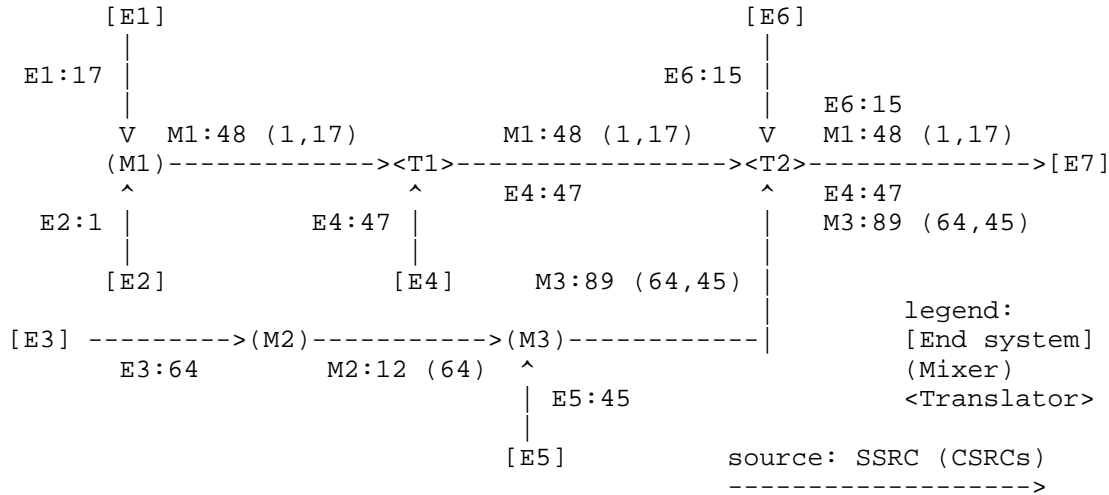 [E1] [E6]
E1:17 E6:15
E6:15
M1:48 (1,17) M1:48 (1,17) M1:48 (1,17)
(M1) <T1> <T2> [E7]
E4:47 E4:47
E2:1 E4:47 M3:89 (64,45)
[E2] [E4] M3:89 (64,45)
legend:
[E3] (M2) (M3) [End system]
E3:64 M2:12 (64) (Mixer)
E5:45 <Translator>
[E5] source: SSRC (CSRCs)